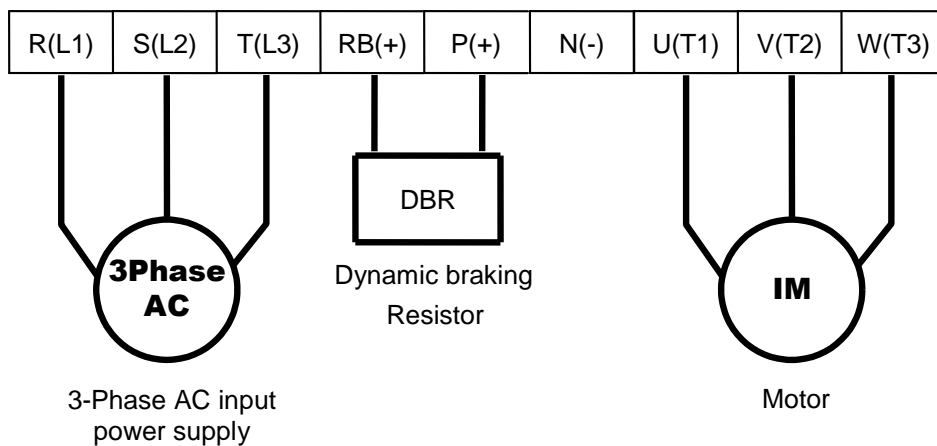 R(L1) S(L2) T(L3) RB(+) P(+) N(-) U(T1) V(T2) W(T3)
DBR
3Phase
AC
IM
Dynamic braking
Resistor
3-Phase AC input
power supply
Motor